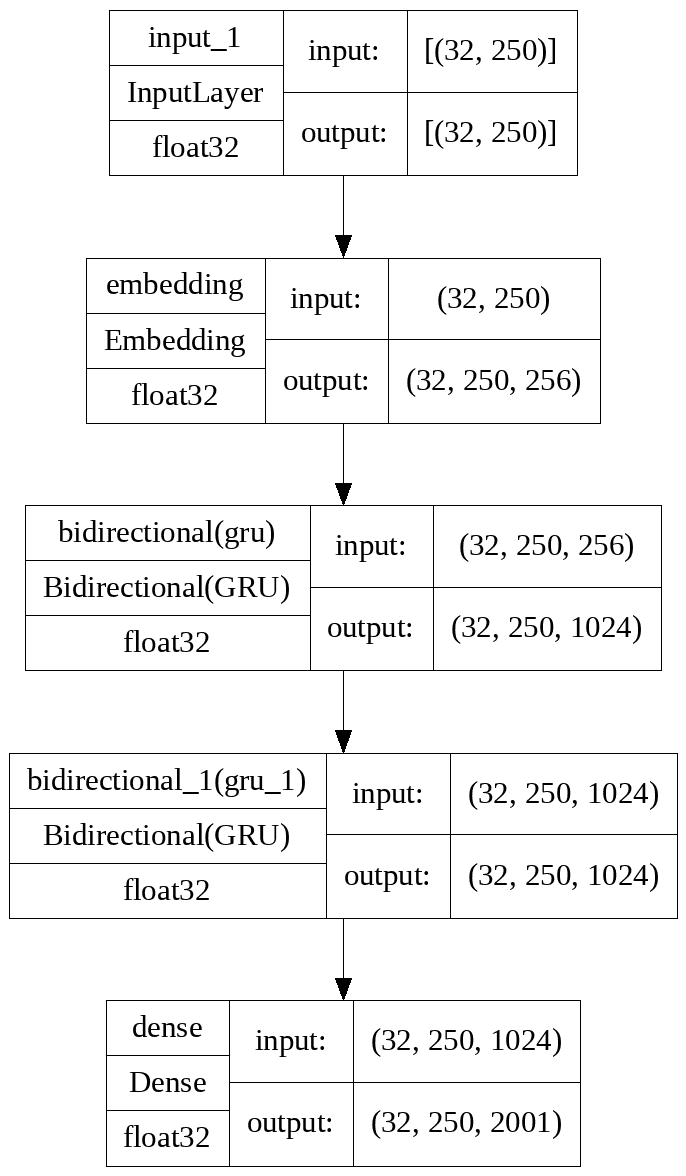 input_1
InputLayer
float32
input:
[(32, 250)]
output:
[(32, 250)]
embedding
Embedding
float32
input:
(32, 250)
output:
(32, 250, 256)
bidirectional(gru)
Bidirectional(GRU)
float32
input:
(32, 250, 256)
output:
(32, 250, 1024)
bidirectional_1(gru_1)
Bidirectional(GRU)
float32
input:
(32, 250, 1024)
output:
(32, 250, 1024)
dense
Dense
float32
input:
(32, 250, 1024)
output:
(32, 250, 2001)